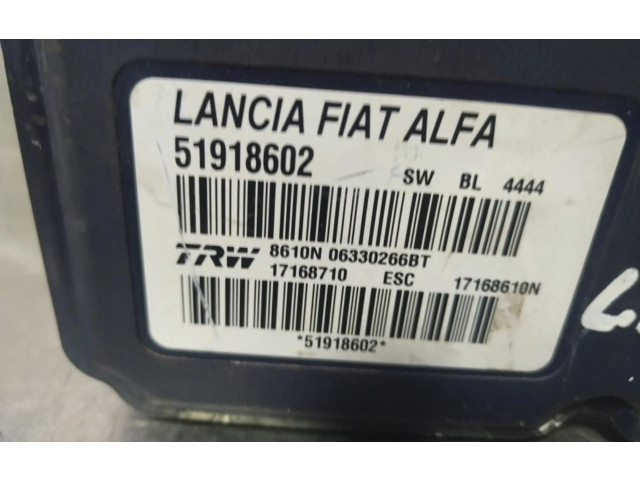 LANCIA FIAT ALFA
51918602
SW BL 4444
TRW 8610N 06330266BT
17168710 ESC 17168610N
*51918602*